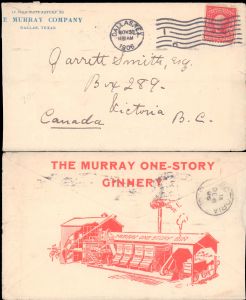 THE MURRAY COMPANY
DALLAS, TEXAS
DALLAS, TEX.
NOV 30
1906
Garrett Smith, Esq.
Box 289.
Victoria B.C.
Canada
THE MURRAY ONE-STORY
GINNERY
MURRAY ONE STORY GIN